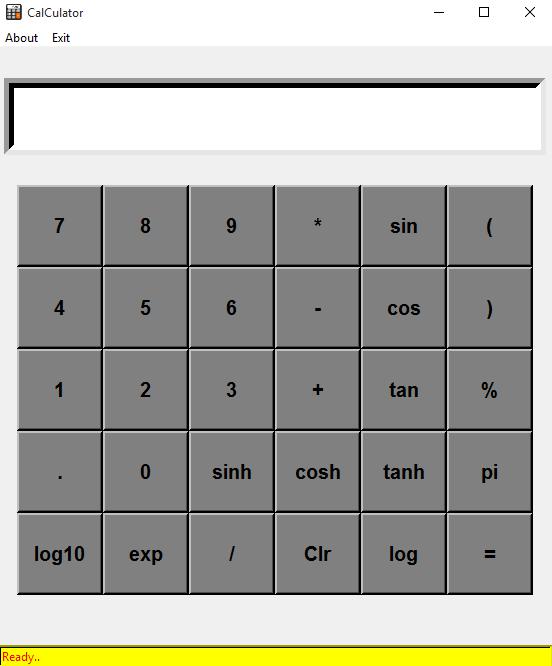 CalCulator
About Exit
7 8 9 * sin (
4 5 6 - cos )
1 2 3 + tan %
. 0 sinh cosh tanh pi
log10 exp / Clr log =
Ready..